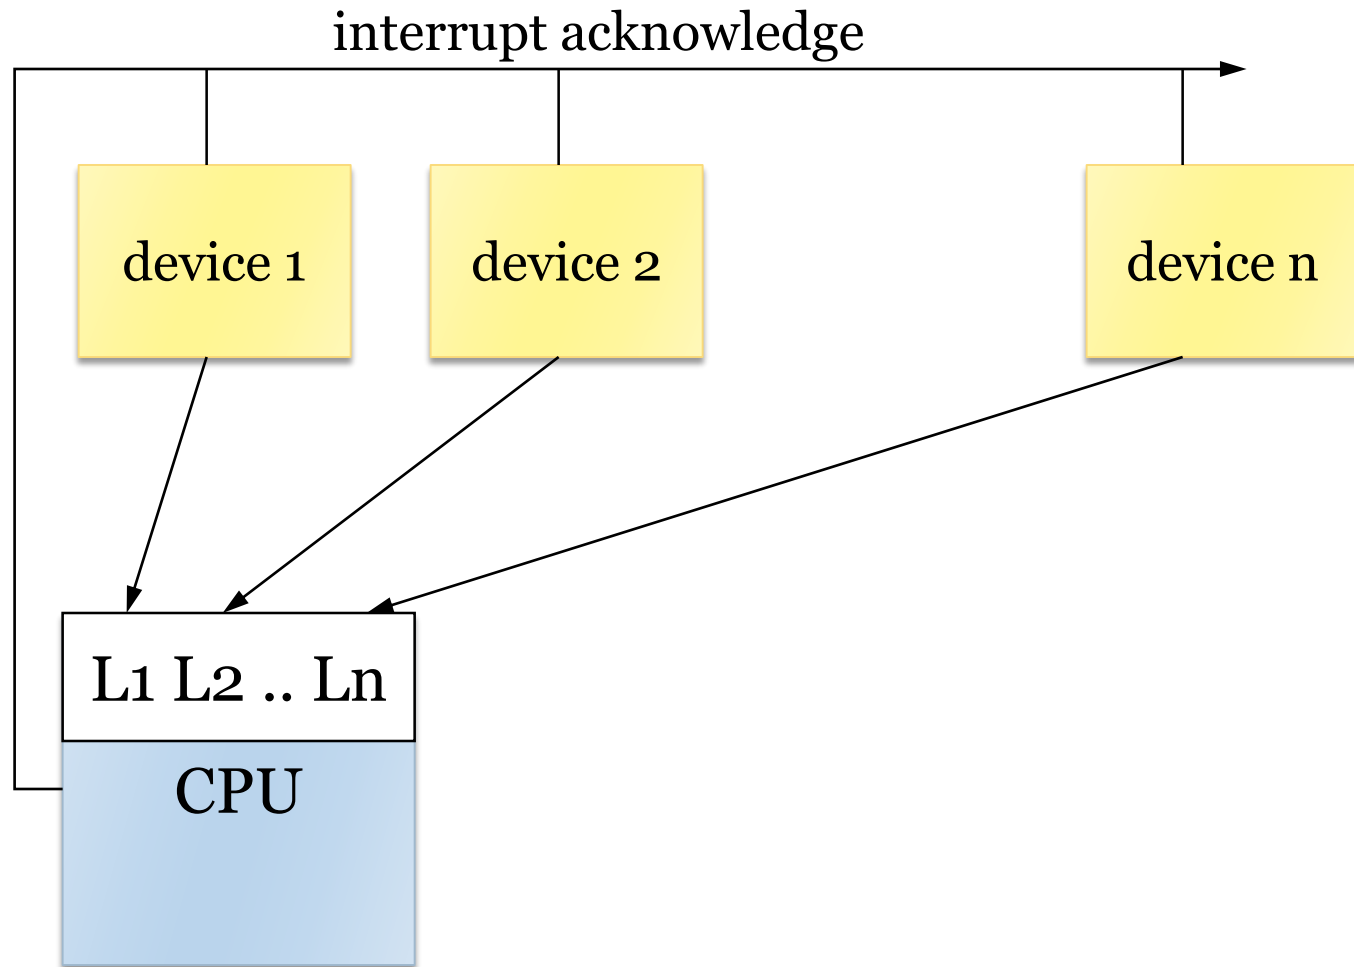 interrupt acknowledge
device 1
device 2
device n
L1 L2 .. Ln
CPU